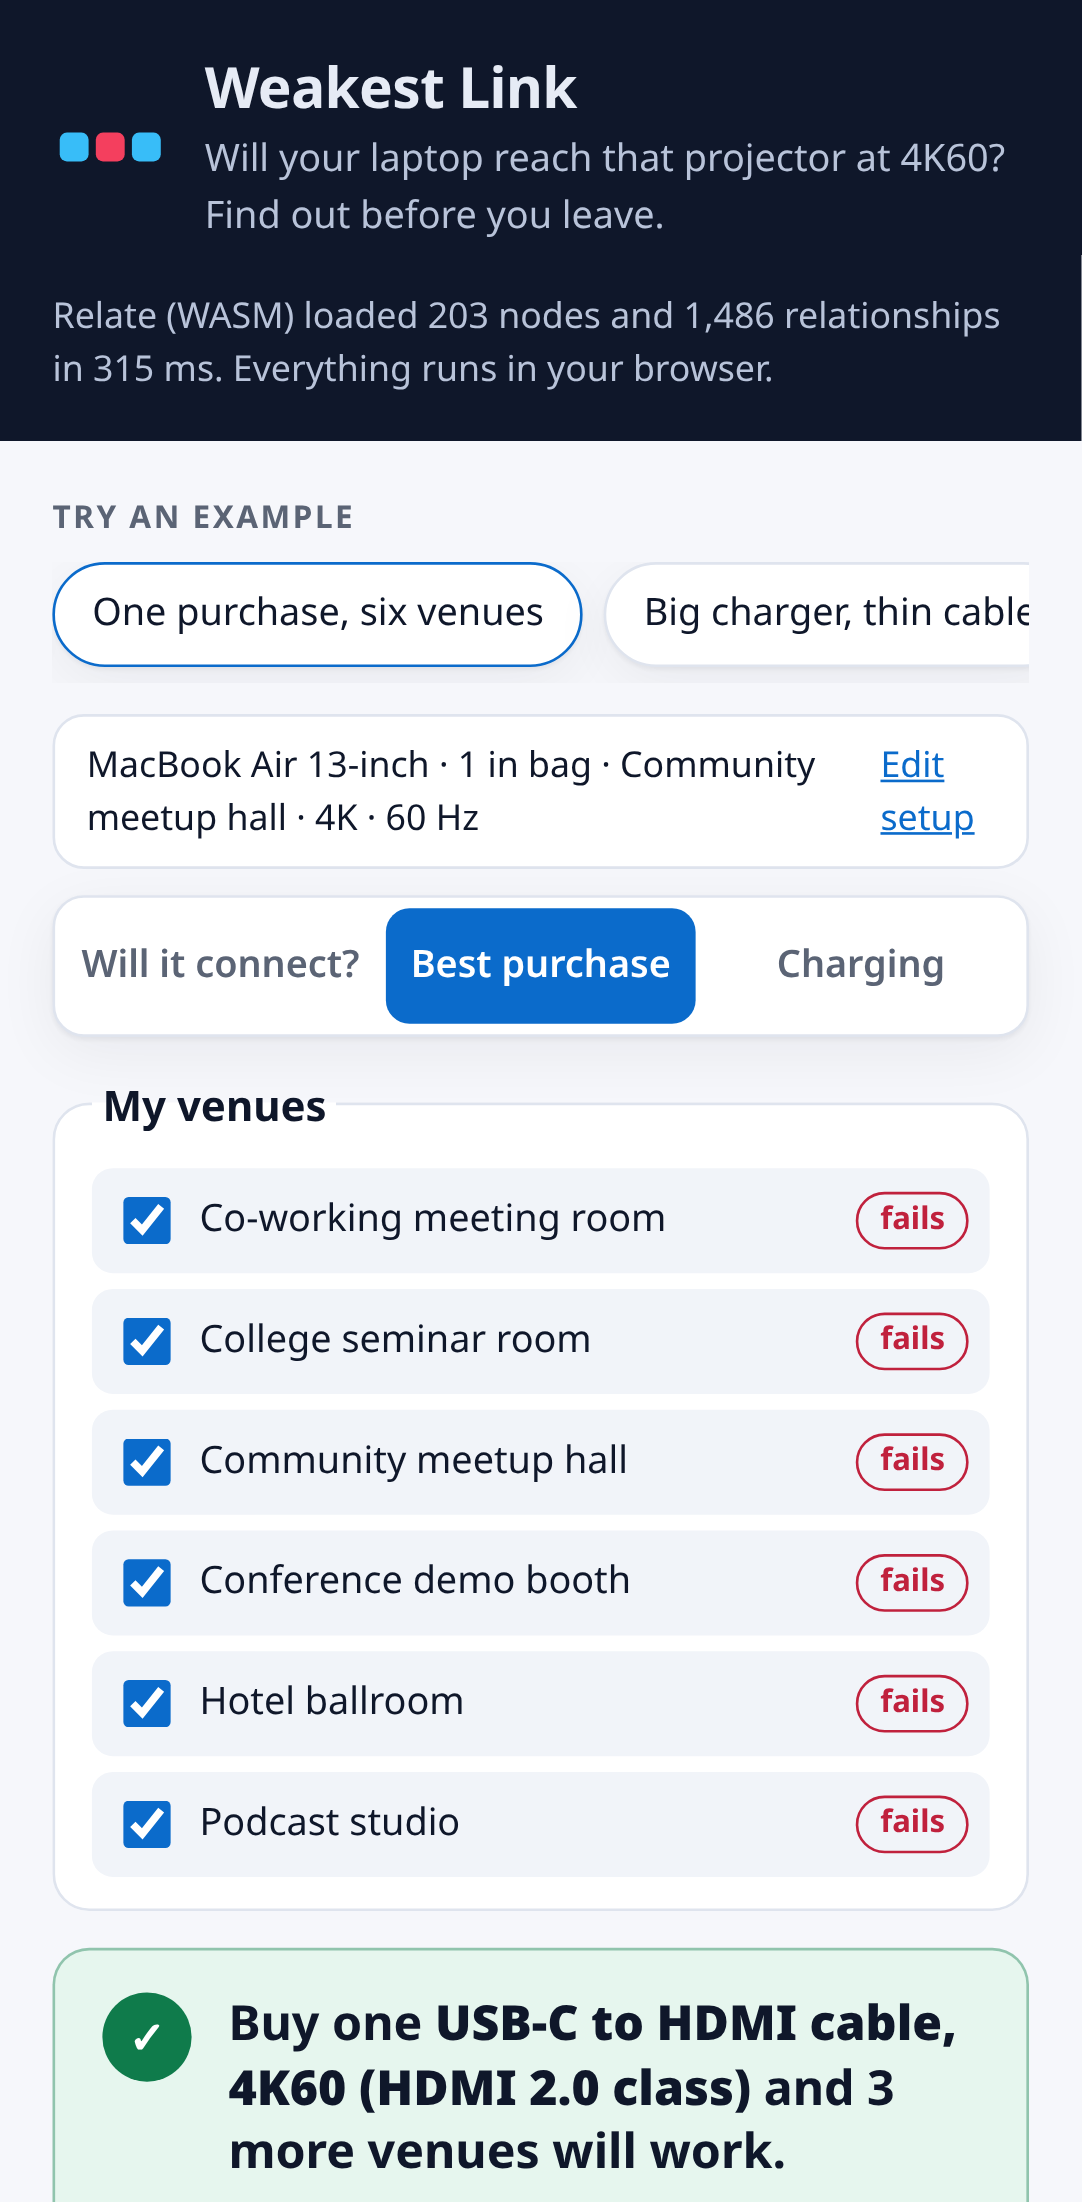 Weakest Link
Will your laptop reach that projector at 4K60?
Find out before you leave.
Relate (WASM) loaded 203 nodes and 1,486 relationships
in 315 ms. Everything runs in your browser.
TRY AN EXAMPLE
One purchase, six venues
Big charger, thin cable
MacBook Air 13-inch · 1 in bag · Community
meetup hall · 4K · 60 Hz
Edit
setup
Will it connect?
Best purchase
Charging
My venues
Co-working meeting room
fails
College seminar room
fails
Community meetup hall
fails
Conference demo booth
fails
Hotel ballroom
fails
Podcast studio
fails
✓
Buy one USB-C to HDMI cable,
4K60 (HDMI 2.0 class) and 3
more venues will work.